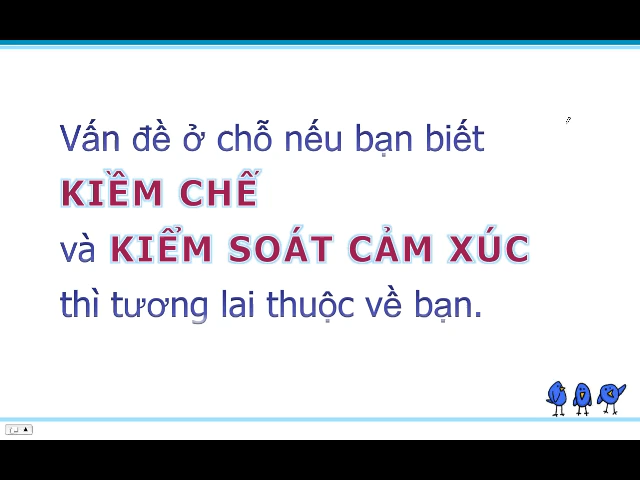 Vấn đề ở chỗ nếu bạn biết
KIỀM CHẾ
và KIỂM SOÁT CẢM XÚC
thì tương lai thuộc về bạn.